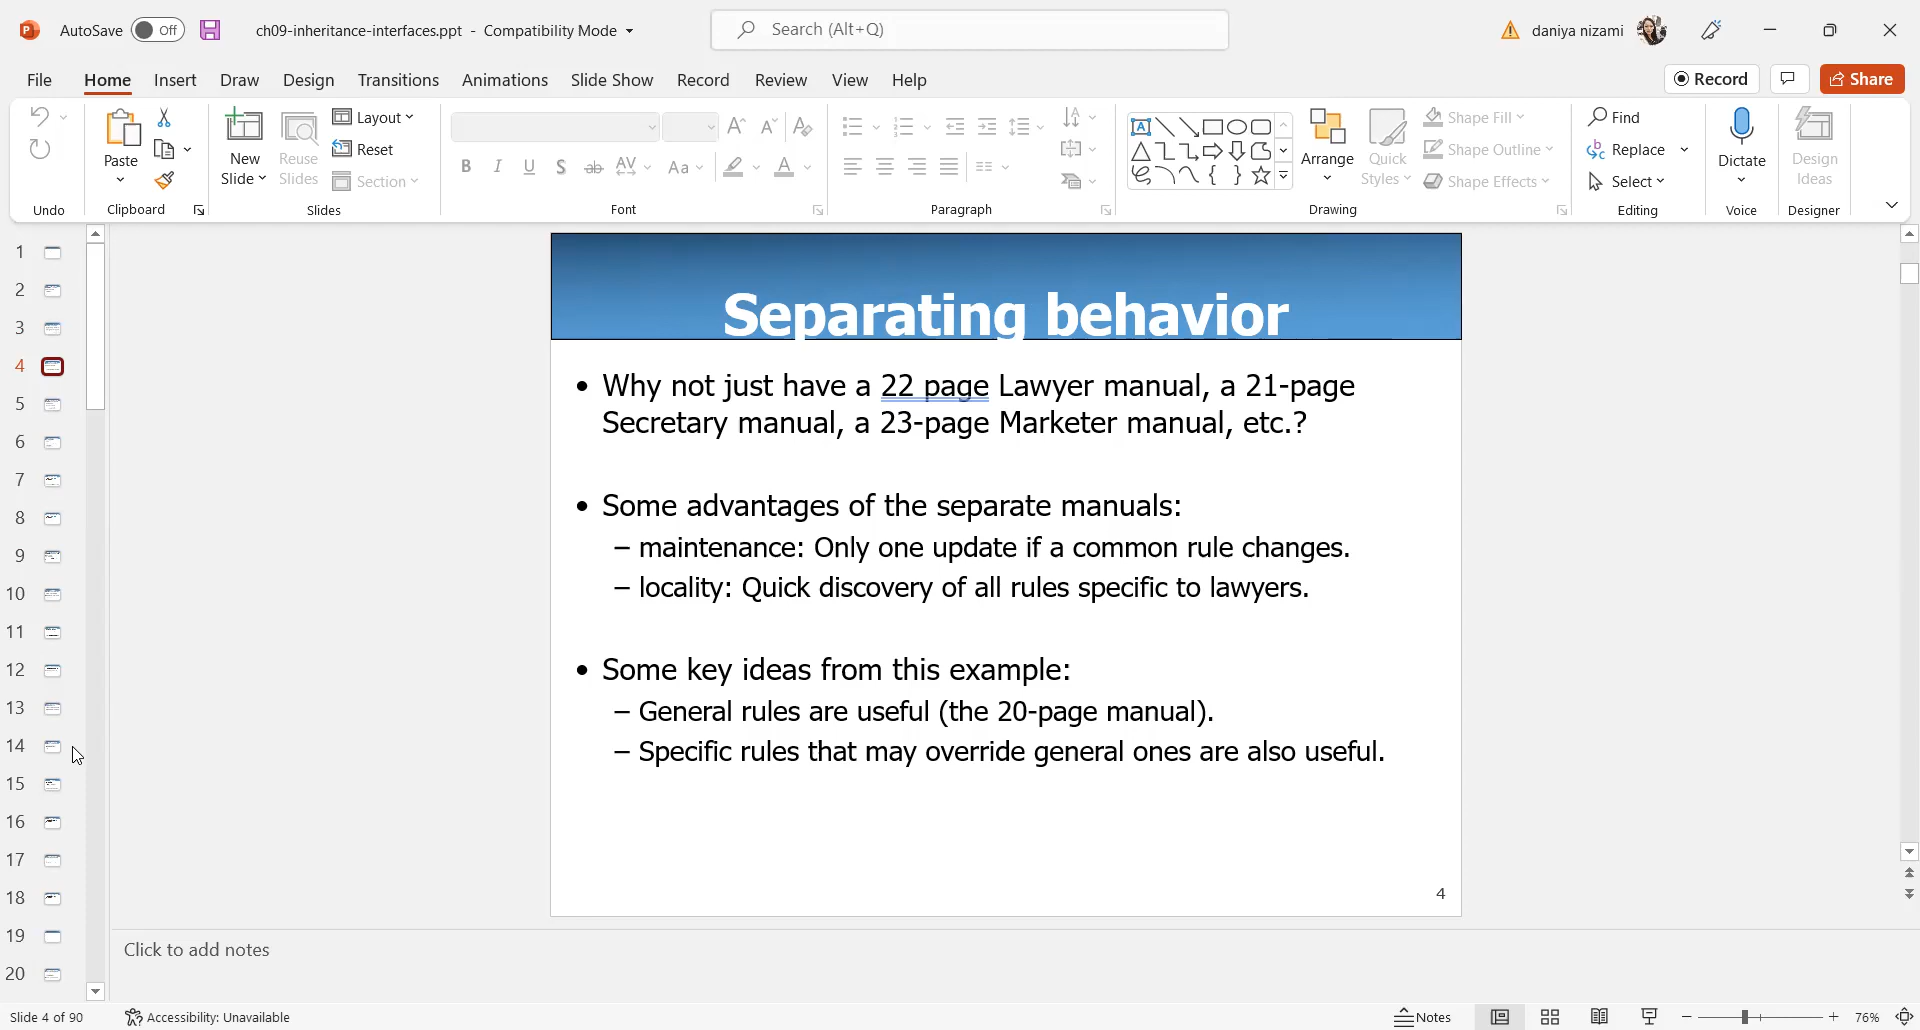 AutoSave Off ch09-inheritance-interfaces.ppt - Compatibility Mode Search (Alt+Q) daniya nizami
File Home Insert Draw Design Transitions Animations Slide Show Record Review View Help Record Share
Paste New Slide Reuse Slides Layout Reset Section
Aa
Arrange Quick Styles Shape Fill Shape Outline Shape Effects Find Replace Select Dictate Design Ideas
Undo Clipboard Slides Font Paragraph Drawing Editing Voice Designer
1
2
3
4
5
6
7
8
9
10
11
12
13
14
15
16
17
18
19
20
Separating behavior
• Why not just have a 22 page Lawyer manual, a 21-page
Secretary manual, a 23-page Marketer manual, etc.?
• Some advantages of the separate manuals:
– maintenance: Only one update if a common rule changes.
– locality: Quick discovery of all rules specific to lawyers.
• Some key ideas from this example:
– General rules are useful (the 20-page manual).
– Specific rules that may override general ones are also useful.
4
Click to add notes
Slide 4 of 90 Accessibility: Unavailable Notes 76%